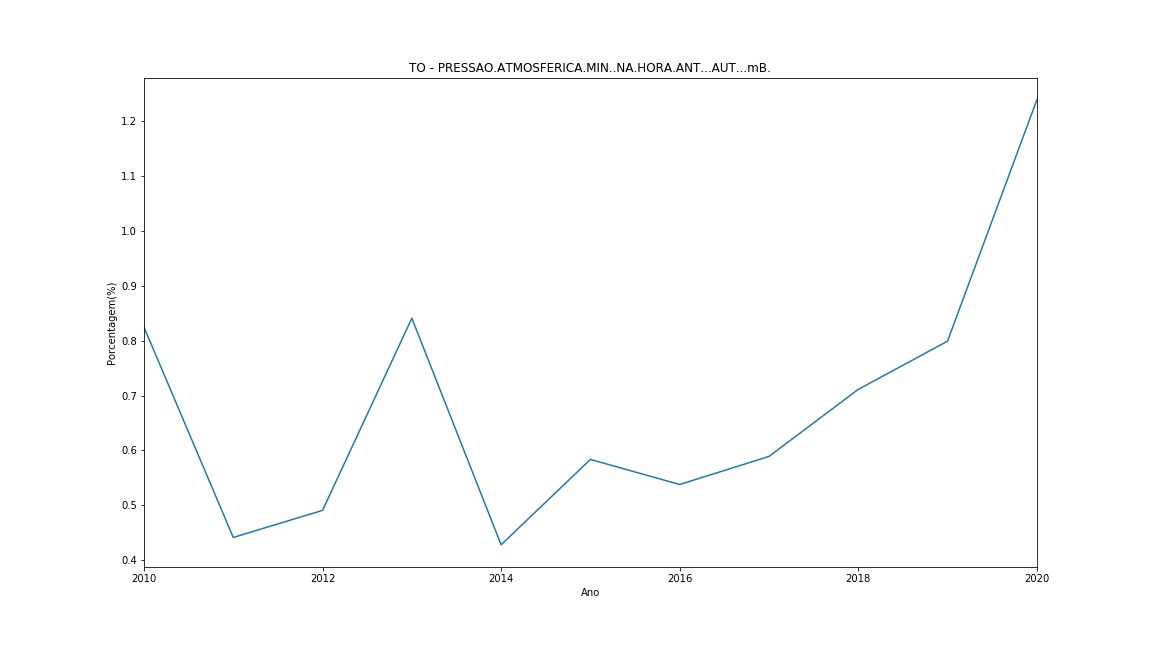 TO - PRESSAO.ATMOSFERICA.MIN..NA.HORA.ANT...AUT...mB.
1.2
1.1
1.0
0.9
0.8
0.7
0.6
0.5
0.4
Porcentagem(%)
2010 2012 2014 2016 2018 2020
Ano